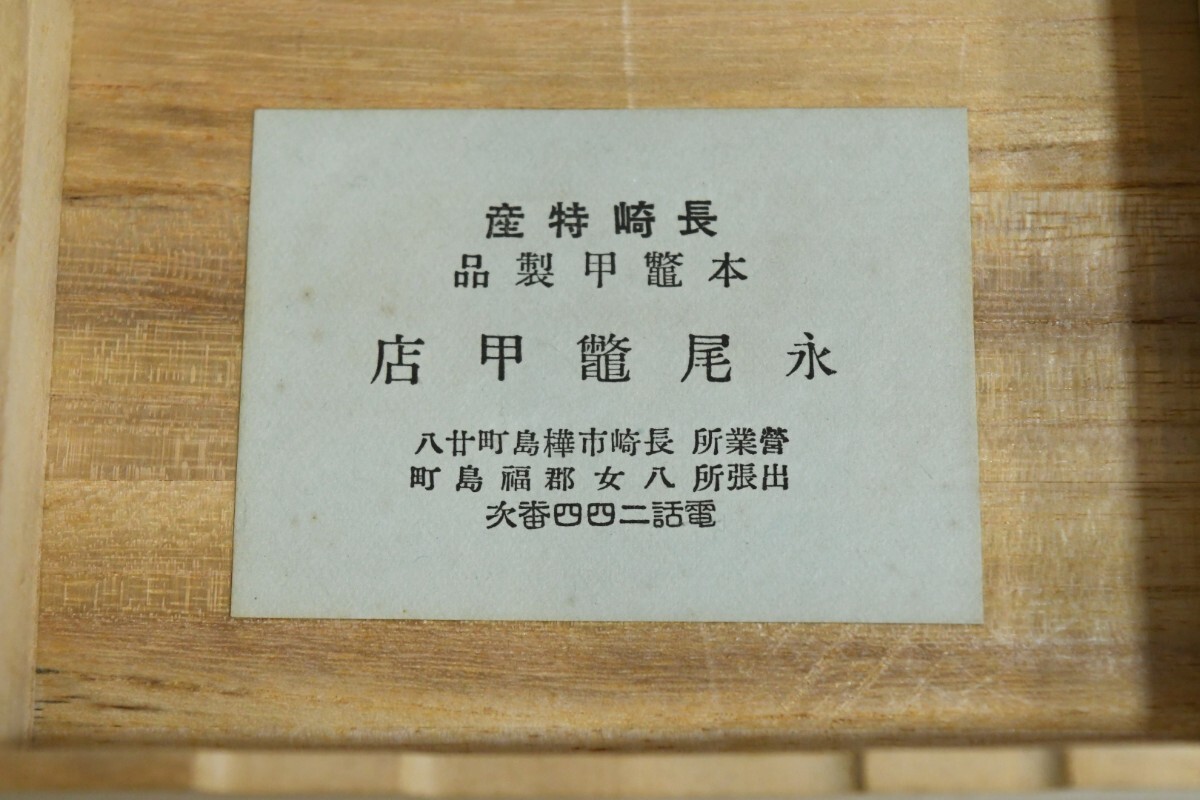 長崎特産
本鼈甲製品
永尾鼈甲店
營業所 長崎市樺島町廿八
出張所 八女郡福島町
電話二四四番次